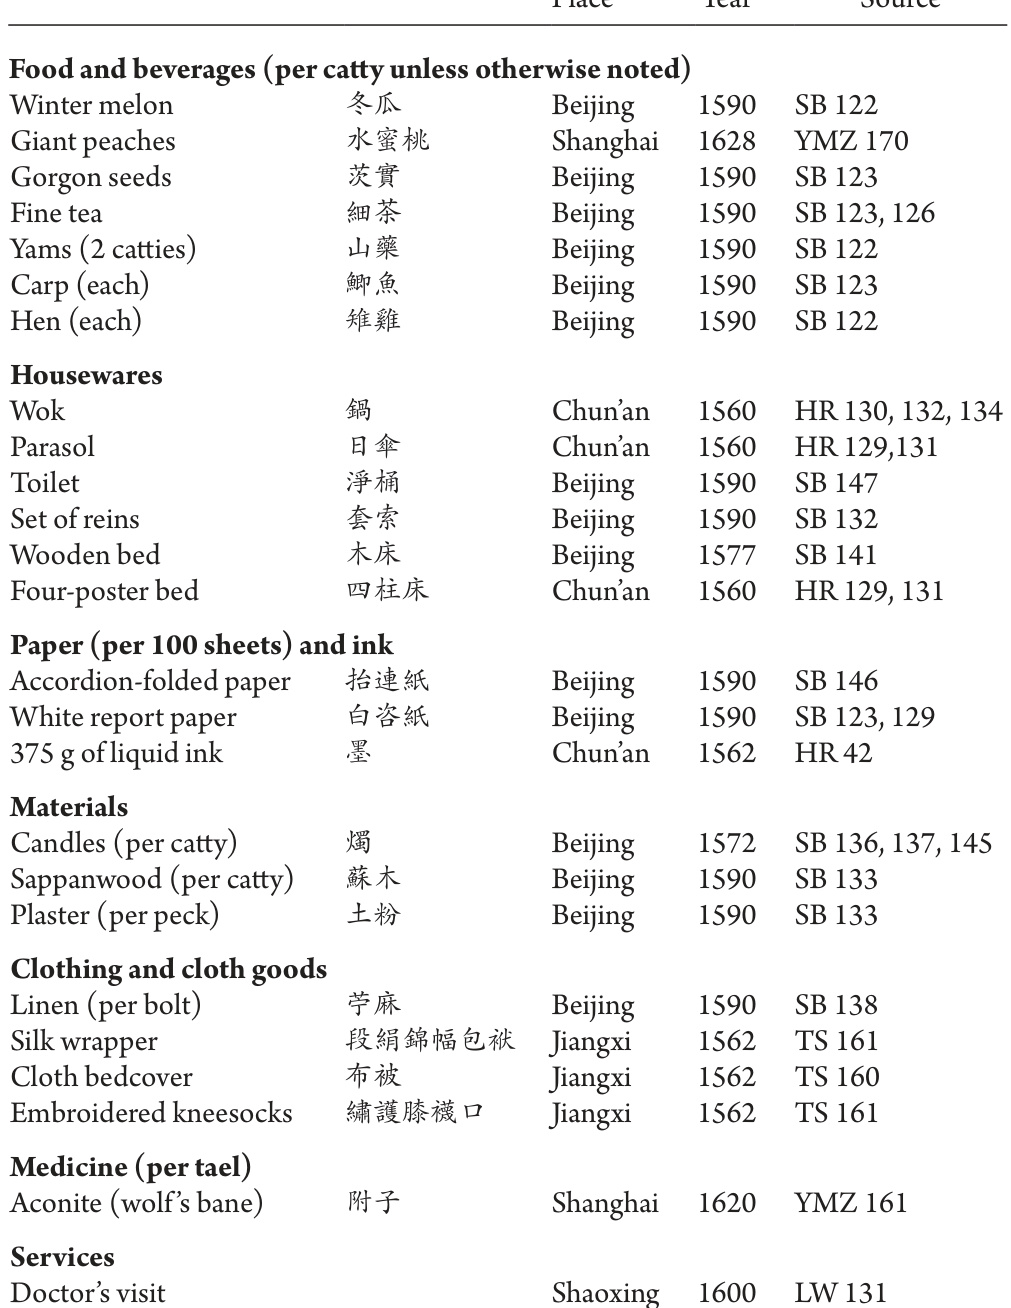 Place Year Source
Food and beverages (per catty unless otherwise noted)
Winter melon 冬瓜 Beijing 1590 SB 122
Giant peaches 水蜜桃 Shanghai 1628 YMZ 170
Gorgon seeds 茨實 Beijing 1590 SB 123
Fine tea 細茶 Beijing 1590 SB 123, 126
Yams (2 catties) 山藥 Beijing 1590 SB 122
Carp (each) 鯽魚 Beijing 1590 SB 123
Hen (each) 雉雞 Beijing 1590 SB 122
Housewares
Wok 鍋 Chun’an 1560 HR 130, 132, 134
Parasol 日傘 Chun’an 1560 HR 129,131
Toilet 淨桶 Beijing 1590 SB 147
Set of reins 套索 Beijing 1590 SB 132
Wooden bed 木床 Beijing 1577 SB 141
Four-poster bed 四柱床 Chun’an 1560 HR 129, 131
Paper (per 100 sheets) and ink
Accordion-folded paper 抬連紙 Beijing 1590 SB 146
White report paper 白咨紙 Beijing 1590 SB 123, 129
375 g of liquid ink 墨 Chun’an 1562 HR 42
Materials
Candles (per catty) 燭 Beijing 1572 SB 136, 137, 145
Sappanwood (per catty) 蘇木 Beijing 1590 SB 133
Plaster (per peck) 土粉 Beijing 1590 SB 133
Clothing and cloth goods
Linen (per bolt) 苧麻 Beijing 1590 SB 138
Silk wrapper 段絹錦幅包袱 Jiangxi 1562 TS 161
Cloth bedcover 布被 Jiangxi 1562 TS 160
Embroidered kneesocks 繡護膝襪口 Jiangxi 1562 TS 161
Medicine (per tael)
Aconite (wolf’s bane) 附子 Shanghai 1620 YMZ 161
Services
Doctor’s visit Shaoxing 1600 LW 131